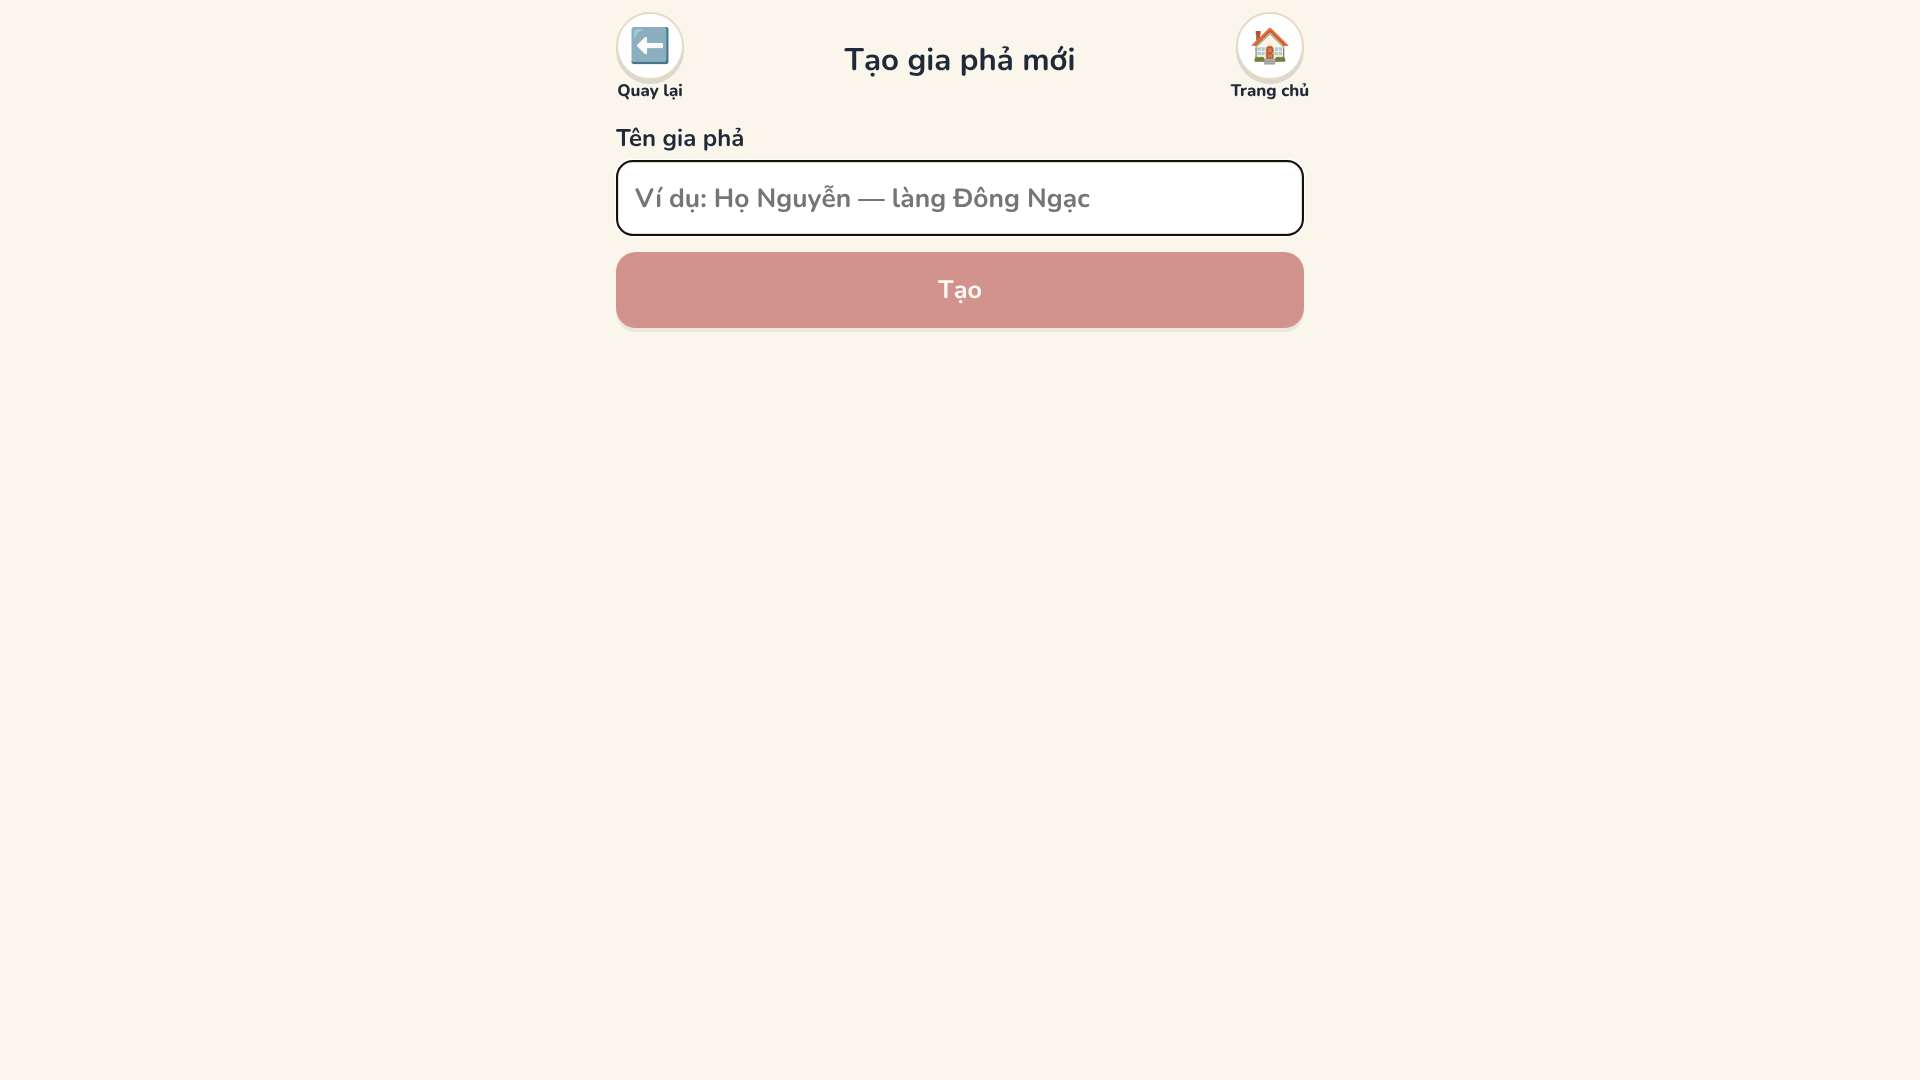 Quay lại
Tạo gia phả mới
Trang chủ
Tên gia phả
Ví dụ: Họ Nguyễn — làng Đông Ngạc
Tạo